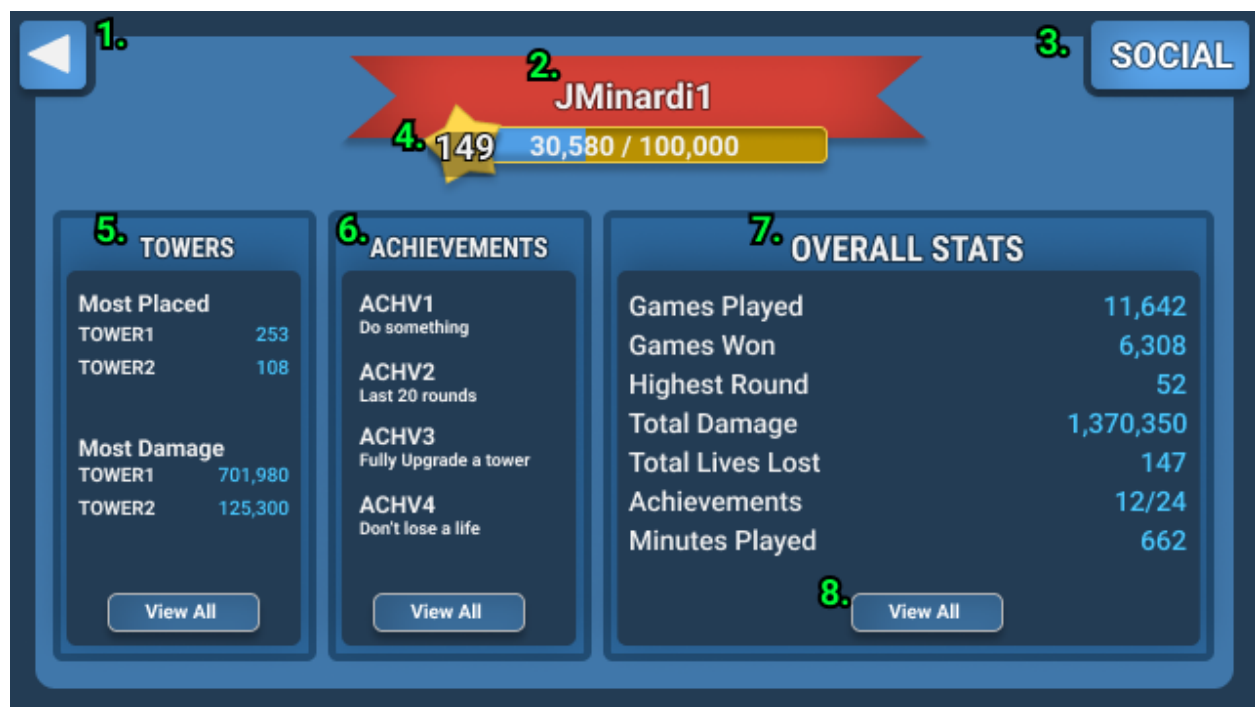 1.
2.
3. SOCIAL
JMinardi1
4. 149 30,580 / 100,000
5. TOWERS
Most Placed
TOWER1 253
TOWER2 108
Most Damage
TOWER1 701,980
TOWER2 125,300
View All
6. ACHIEVEMENTS
ACHV1
Do something
ACHV2
Last 20 rounds
ACHV3
Fully Upgrade a tower
ACHV4
Don't lose a life
View All
7. OVERALL STATS
Games Played 11,642
Games Won 6,308
Highest Round 52
Total Damage 1,370,350
Total Lives Lost 147
Achievements 12/24
Minutes Played 662
8. View All